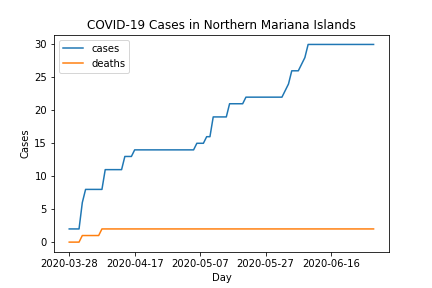 COVID-19 Cases in Northern Mariana Islands
cases
deaths
30
25
20
15
10
5
0
Cases
2020-03-28 2020-04-17 2020-05-07 2020-05-27 2020-06-16
Day